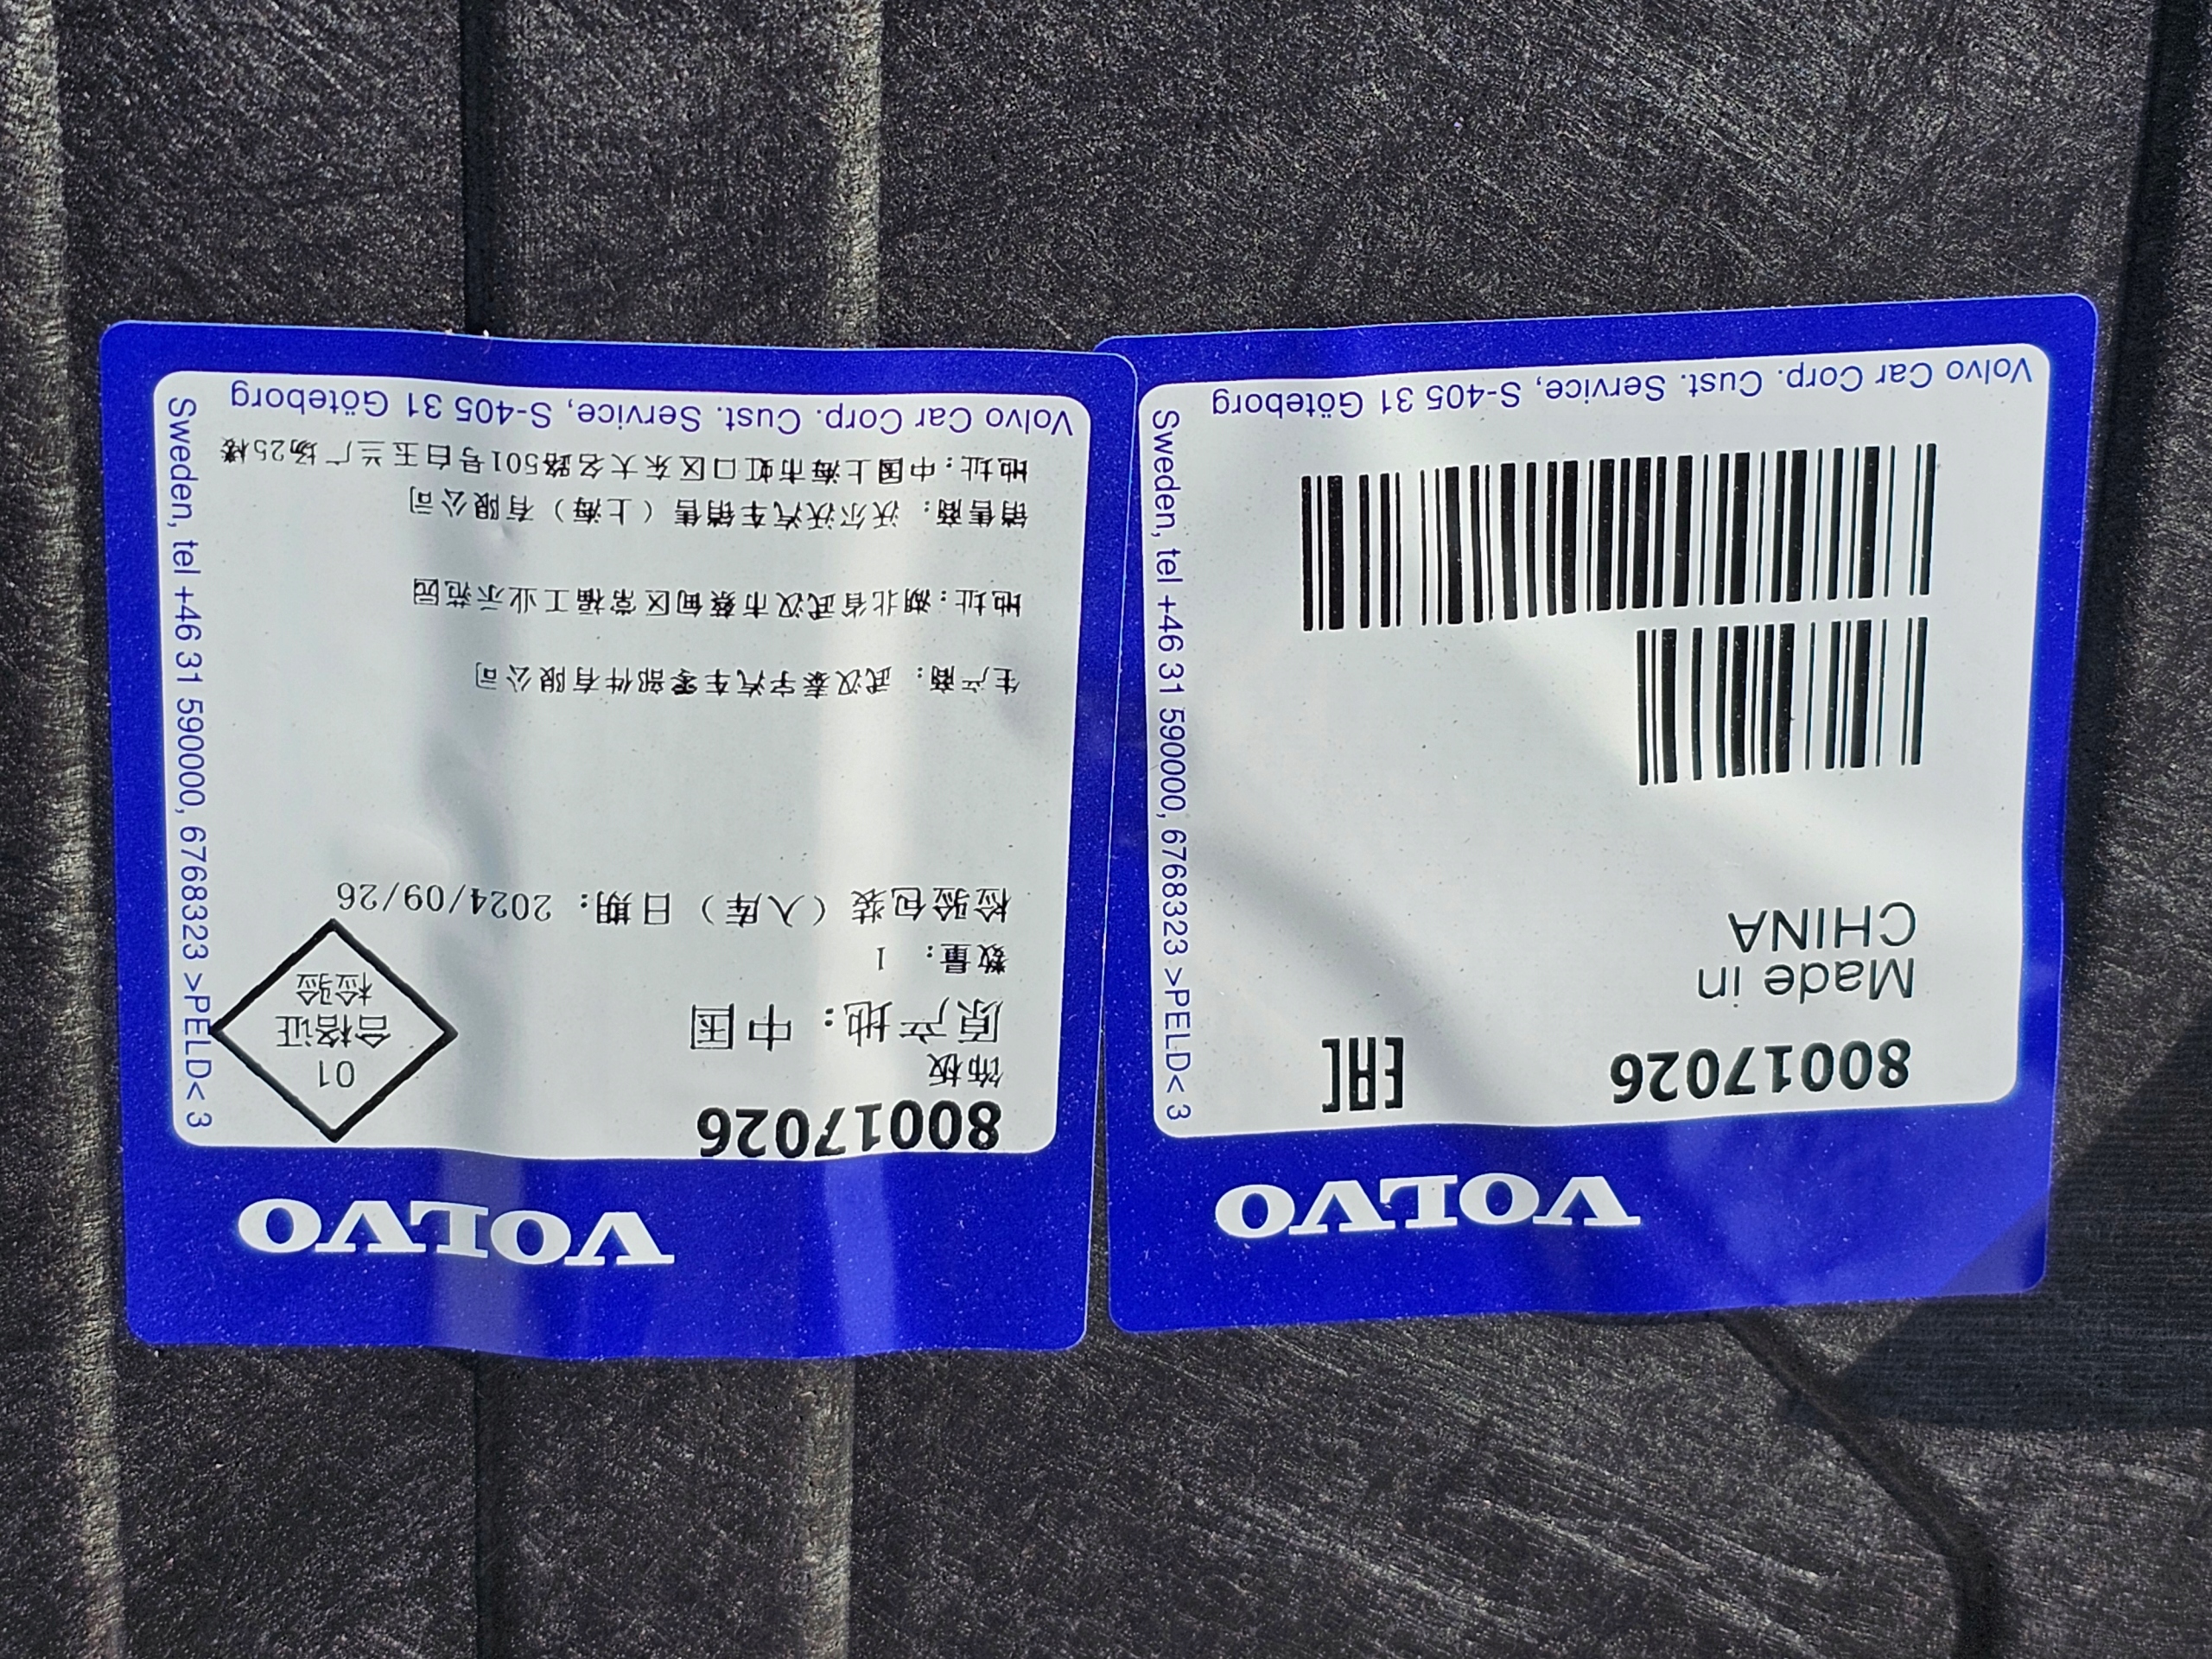 VOLVO
80017026
EAC
Made in
CHINA
Volvo Car Corp. Cust. Service, S-405 31 Göteborg
Sweden, tel +46 31 590000, 6768323 >PELD< 3
VOLVO
80017026
饰板
原产地: 中国
数量: 1
检验包装（入库）日期: 2024/09/26
01
合格证
检验
生产商: 武汉泰宇汽车零部件有限公司
地址:湖北省武汉市蔡甸区常福工业示范园
销售商: 沃尔沃汽车销售（上海）有限公司
地址:中国上海市虹口区东大名路501号白玉兰广场25楼
Volvo Car Corp. Cust. Service, S-405 31 Göteborg
Sweden, tel +46 31 590000, 6768323 >PELD< 3